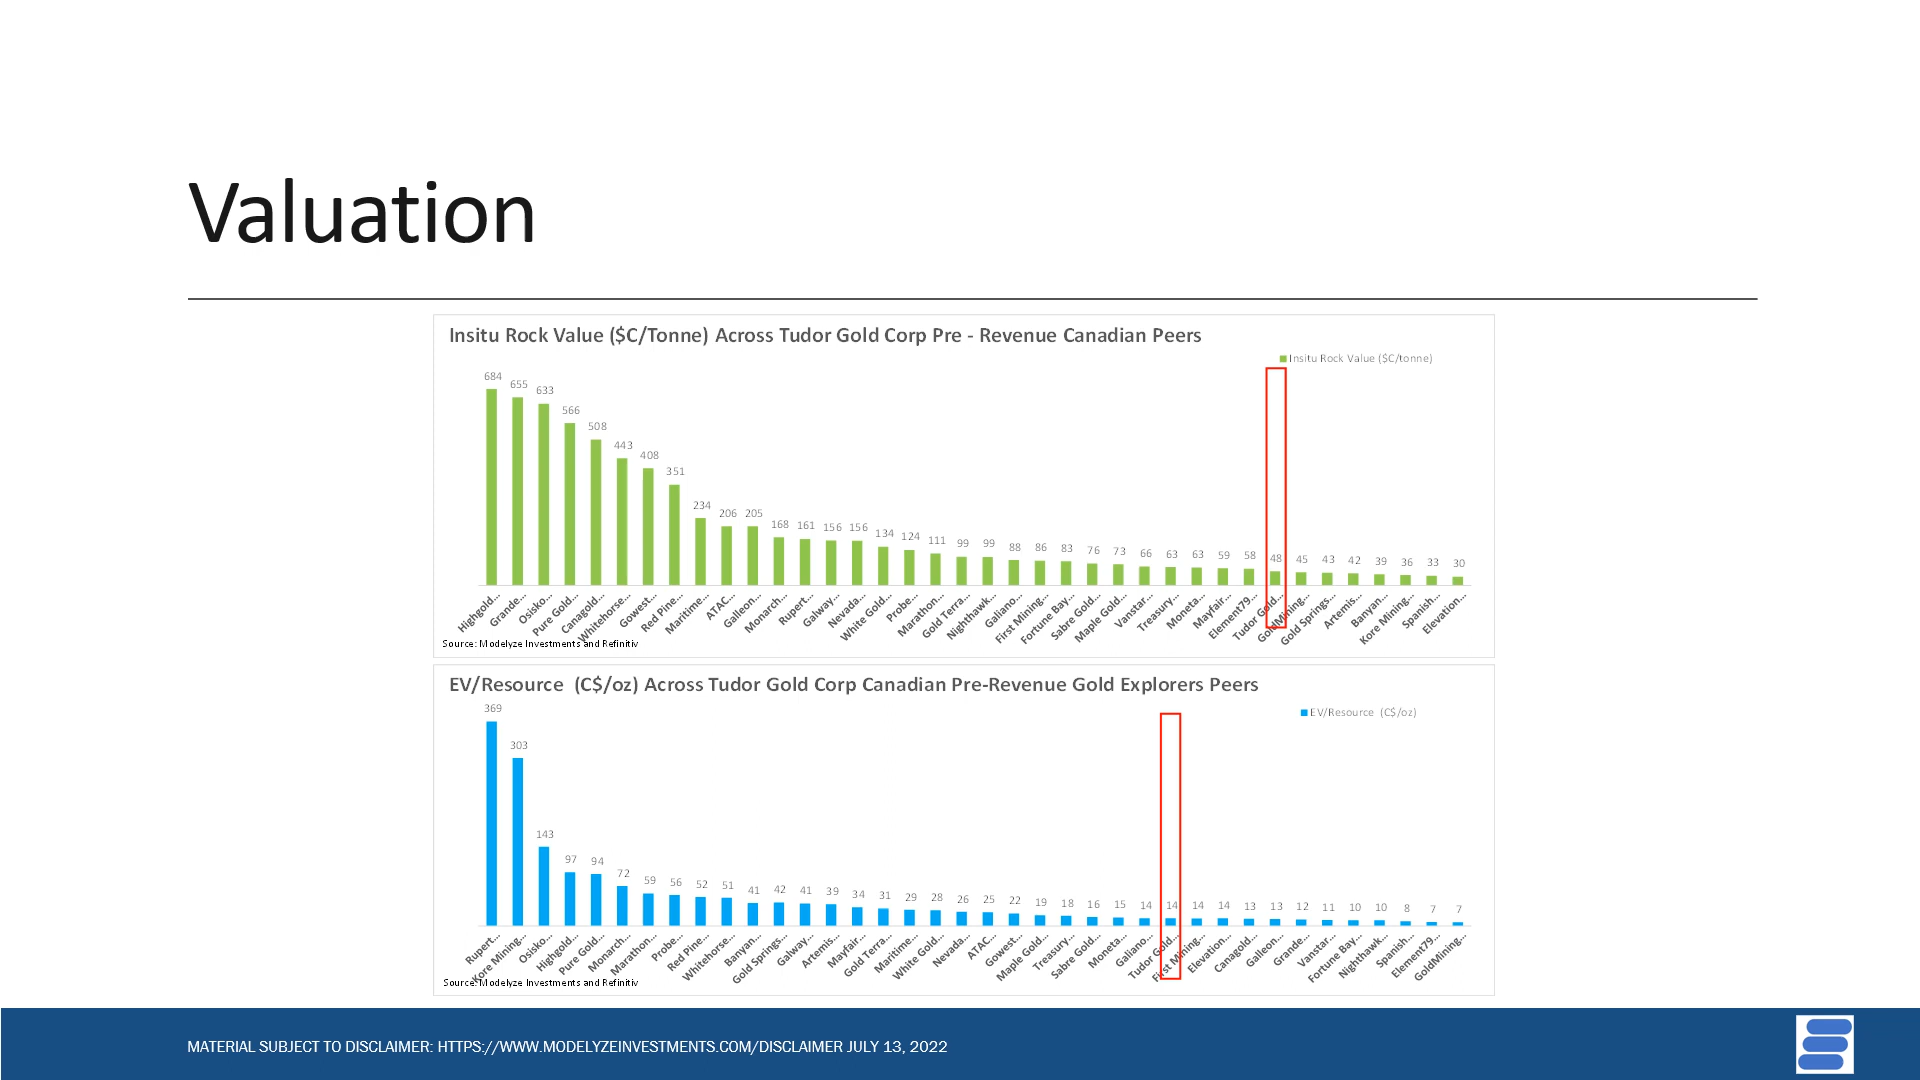 Valuation
Insitu Rock Value ($C/Tonne) Across Tudor Gold Corp Pre - Revenue Canadian Peers
Insitu Rock Value ($C/tonne)
684 655 633 566 508 443 408 351 234 206 205 168 161 156 156 134 124 111 99 99 88 86 83 76 73 66 63 63 59 58 48 45 43 42 39 36 33 30
Highgold... Grande... Osisko... Pure Gold... Canagold... Whitehorse... Gowest... Red Pine... Maritime... ATAC... Galleon... Monarch... Rupert... Galway... Nevada... White Gold... Probe... Marathon... Gold Terra... Nighthawk... Galiano... First Mining... Fortune Bay... Sabre Gold... Maple Gold... Vanstar... Treasury... Moneta... Mayfair... Element79... Tudor Gold... GoldMining... Gold Springs... Artemis... Banyan... Kore Mining... Spanish... Elevation...
Source: Modelyze Investments and Refinitiv
EV/Resource (C$/oz) Across Tudor Gold Corp Canadian Pre-Revenue Gold Explorers Peers
EV/Resource (C$/oz)
369 303 143 97 94 72 59 56 52 51 41 42 41 39 34 31 29 28 26 25 22 19 18 16 15 14 14 14 14 13 13 12 11 10 10 8 7 7
Rupert... Kore Mining... Osisko... Highgold... Pure Gold... Monarch... Marathon... Probe... Red Pine... Whitehorse... Banyan... Gold Springs... Galway... Artemis... Mayfair... Gold Terra... Maritime... White Gold... Nevada... ATAC... Gowest... Maple Gold... Treasury... Sabre Gold... Moneta... Galiano... Tudor Gold... First Mining... Elevation... Canagold... Galleon... Grande... Vanstar... Fortune Bay... Nighthawk... Spanish... Element79... GoldMining...
Source: Modelyze Investments and Refinitiv
MATERIAL SUBJECT TO DISCLAIMER: HTTPS://WWW.MODELYZEINVESTMENTS.COM/DISCLAIMER JULY 13, 2022